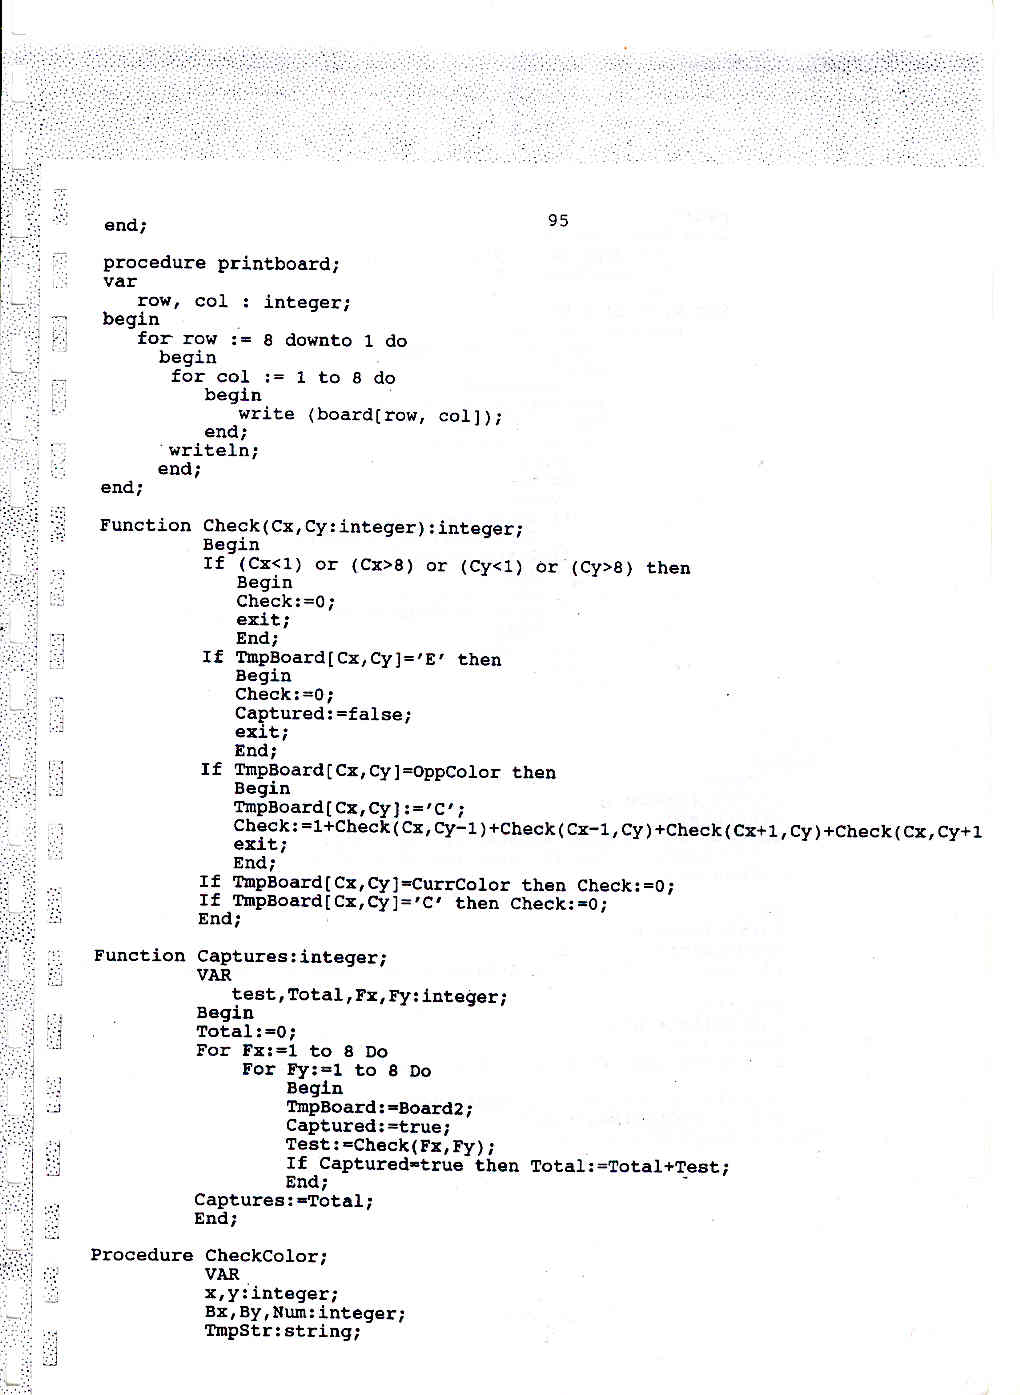 95
end;
procedure printboard;
var
row, col : integer;
begin
for row := 8 downto 1 do
begin
for col := 1 to 8 do
begin
write (board[row, col]);
end;
writeln;
end;
end;
Function Check(Cx,Cy:integer):integer;
Begin
If (Cx<1) or (Cx>8) or (Cy<1) or (Cy>8) then
Begin
Check:=0;
exit;
End;
If TmpBoard[Cx,Cy]='E' then
Begin
Check:=0;
Captured:=false;
exit;
End;
If TmpBoard[Cx,Cy]=OppColor then
Begin
TmpBoard[Cx,Cy]:='C';
Check:=1+Check(Cx,Cy-1)+Check(Cx-1,Cy)+Check(Cx+1,Cy)+Check(Cx,Cy+1
exit;
End;
If TmpBoard[Cx,Cy]=CurrColor then Check:=0;
If TmpBoard[Cx,Cy]='C' then Check:=0;
End;
Function Captures:integer;
VAR
test,Total,Fx,Fy:integer;
Begin
Total:=0;
For Fx:=1 to 8 Do
For Fy:=1 to 8 Do
Begin
TmpBoard:=Board2;
Captured:=true;
Test:=Check(Fx,Fy);
If Captured=true then Total:=Total+Test;
End;
Captures:=Total;
End;
Procedure CheckColor;
VAR
x,y:integer;
Bx,By,Num:integer;
TmpStr:string;